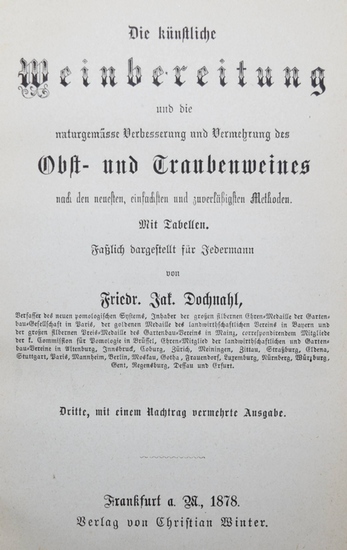 Die künstliche
Weinbereitung
und die
naturgemässe Verbesserung und Vermehrung des
Obst- und Traubenweines
nach den neuesten, einfachsten und zuverläßigsten Methoden.
Mit Tabellen.
Faßlich dargestellt für Jedermann
von
Friedr. Jak. Dochnahl,
Verfasser des neuen pomologischen Systems, Inhaber der großen silbernen Ehren-Medaille der Garten-
bau-Gesellschaft in Paris, der goldenen Medaille des landwirthschaftlichen Vereins in Bayern und
der großen silbernen Preis-Medaille des Gartenbau-Vereins in Mainz, correspondirendem Mitgliede
der k. Commission für Pomologie in Brüssel, Ehren-Mitglied der landwirthschaftlichen und Garten-
bau-Vereine in Altenburg, Innsbruck, Coburg, Zürich, Meiningen, Zittau, Straßburg, Eldena,
Stuttgart, Paris, Mannheim, Berlin, Moskau, Gotha, Frauendorf, Luxemburg, Nürnberg, Würzburg,
Gent, Regensburg, Dessau und Erfurt.
Dritte, mit einem Nachtrag vermehrte Ausgabe.
Frankfurt a. M., 1878.
Verlag von Christian Winter.